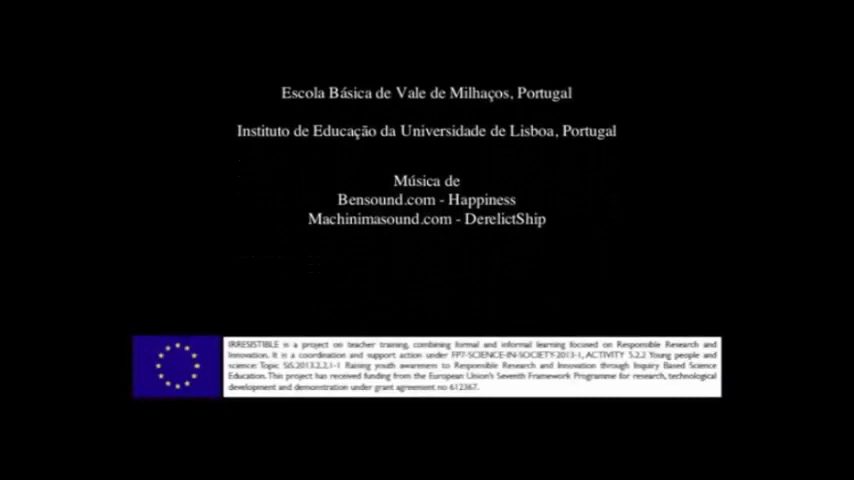 Escola Básica de Vale de Milhaços, Portugal
Instituto de Educação da Universidade de Lisboa, Portugal
Música de
Bensound.com - Happiness
Machinimasound.com - DerelictShip
IRRESISTIBLE is a project on teacher training, combining formal and informal learning focused on Responsible Research and
Innovation. It is a coordination and support action under FP7-SCIENCE-IN-SOCIETY-2013-1, ACTIVITY 5.2.2 Young people and
science: Topic SiS.2013.2.2.1-1 Raising youth awareness to Responsible Research and Innovation through Inquiry Based Science
Education. This project has received funding from the European Union's Seventh Framework Programme for research, technological
development and demonstration under grant agreement no 612367.